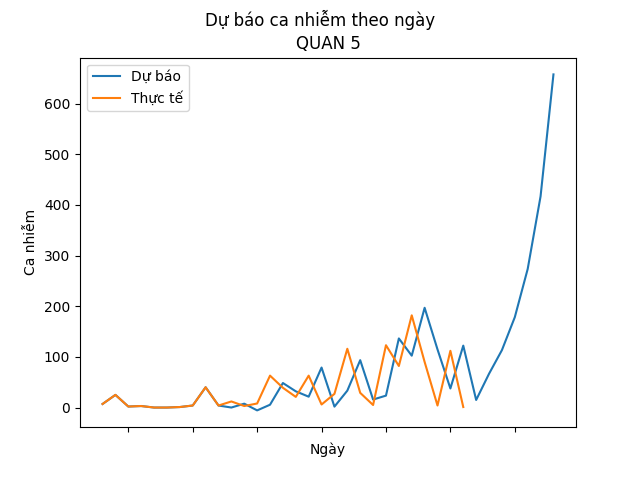 Dự báo ca nhiễm theo ngày
QUAN 5
Dự báo
Thực tế
600
500
400
300
200
100
0
Ca nhiễm
Ngày